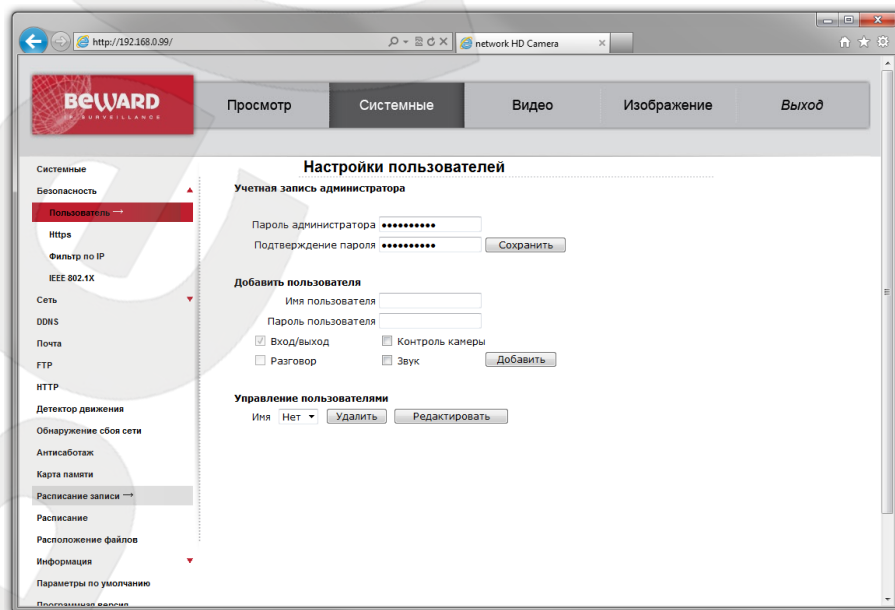 http://192.168.0.99/
network HD Camera
BEWARD
IP SURVEILLANCE
Просмотр
Системные
Видео
Изображение
Выход
Системные
Безопасность
Пользователь →
Https
Фильтр по IP
IEEE 802.1X
Сеть
DDNS
Почта
FTP
HTTP
Детектор движения
Обнаружение сбоя сети
Антисаботаж
Карта памяти
Расписание записи →
Расписание
Расположение файлов
Информация
Параметры по умолчанию
Программная версия
Настройки пользователей
Учетная запись администратора
Пароль администратора ••••••••••
Подтверждение пароля •••••••••• Сохранить
Добавить пользователя
Имя пользователя
Пароль пользователя
Вход/выход Контроль камеры
Разговор Звук Добавить
Управление пользователями
Имя Нет Удалить Редактировать